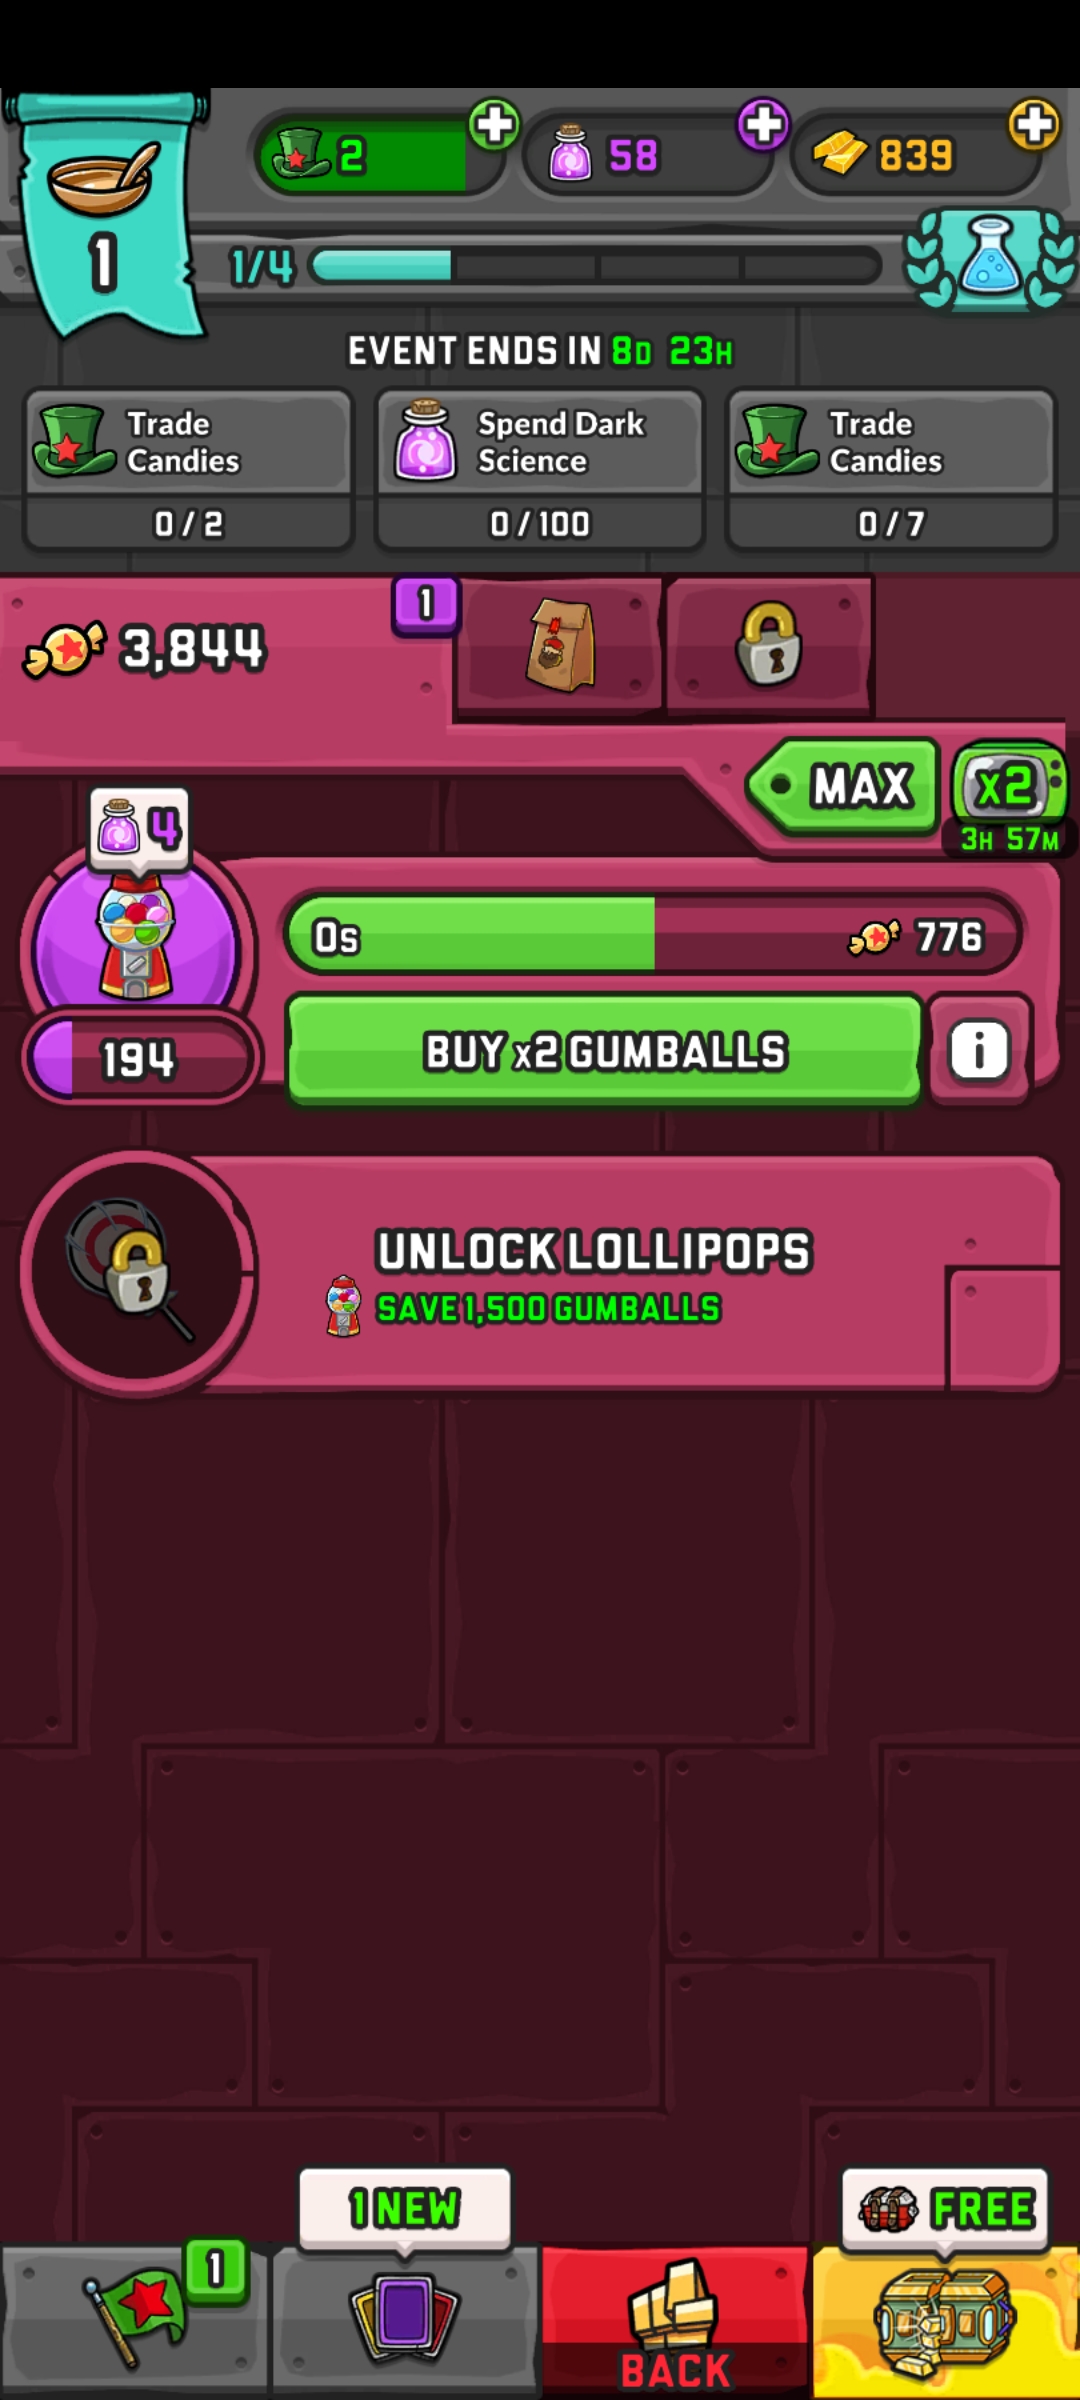 2
58
839
1
1/4
EVENT ENDS IN 8D 23H
Trade
Candies
0 / 2
Spend Dark
Science
0 / 100
Trade
Candies
0 / 7
3,844
1
MAX
x2
3H 57M
4
0s
776
194
BUY x2 GUMBALLS
i
UNLOCK LOLLIPOPS
SAVE 1,500 GUMBALLS
1 NEW
FREE
1
BACK